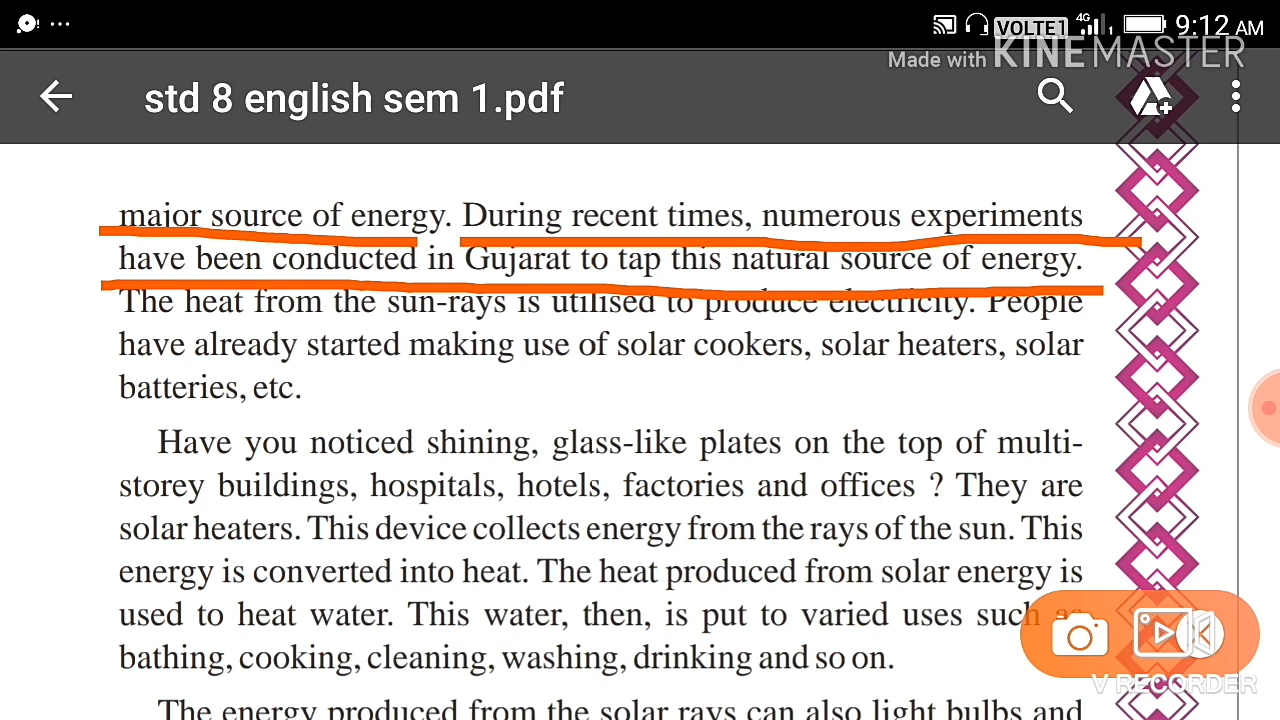 VOLTE1 4G 1 9:12 AM
Made with KINEMASTER
std 8 english sem 1.pdf
major source of energy. During recent times, numerous experiments
have been conducted in Gujarat to tap this natural source of energy.
The heat from the sun-rays is utilised to produce electricity. People
have already started making use of solar cookers, solar heaters, solar
batteries, etc.
Have you noticed shining, glass-like plates on the top of multi-
storey buildings, hospitals, hotels, factories and offices ? They are
solar heaters. This device collects energy from the rays of the sun. This
energy is converted into heat. The heat produced from solar energy is
used to heat water. This water, then, is put to varied uses such as
bathing, cooking, cleaning, washing, drinking and so on.
V RECORDER
The energy produced from the solar rays can also light bulbs and